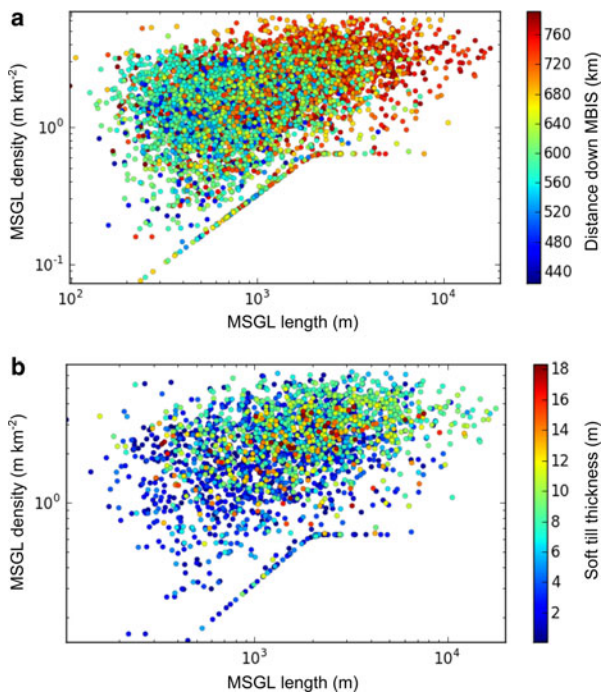 a
MSGL density (m km⁻²)
10⁰
10⁻¹
10² 10³ 10⁴
MSGL length (m)
760
720
680
640
600
560
520
480
440
Distance down MBIS (km)
b
MSGL density (m km⁻²)
10⁰
10³ 10⁴
MSGL length (m)
18
16
14
12
10
8
6
4
2
Soft till thickness (m)